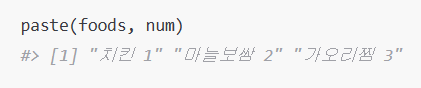 paste(foods, num)
#> [1] "치킨 1" "마늘보쌈 2" "가오리찜 3"